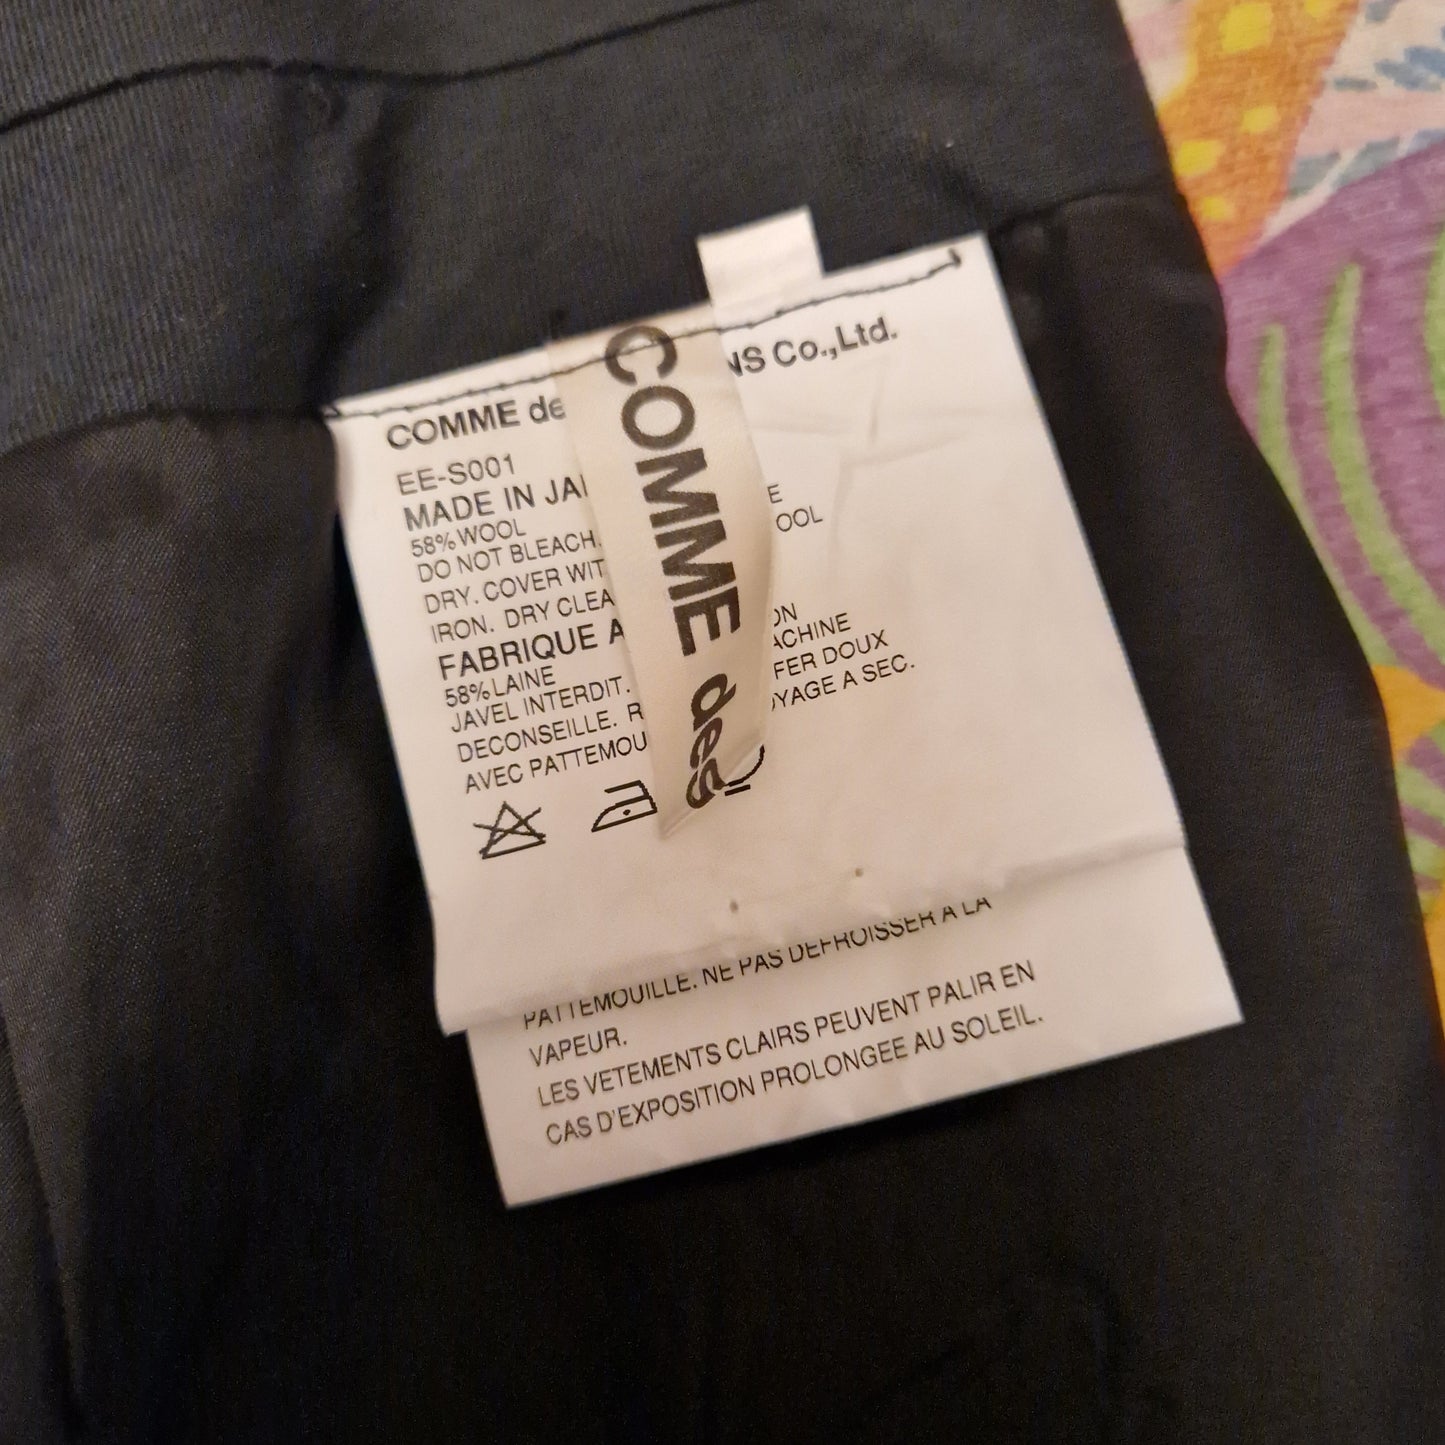 COMME des
COMME de NS Co.,Ltd.
EE-S001
MADE IN JA
58% WOOL
DO NOT BLEACH. OOL
DRY. COVER WIT
IRON. DRY CLEA
FABRIQUE A ON
58% LAINE ACHINE
JAVEL INTERDIT. FER DOUX
DECONSEILLE. R YAGE A SEC.
AVEC PATTEMOU
PATTEMOUILLE. NE PAS DEFROISSER A LA
VAPEUR.
LES VETEMENTS CLAIRS PEUVENT PALIR EN
CAS D'EXPOSITION PROLONGEE AU SOLEIL.